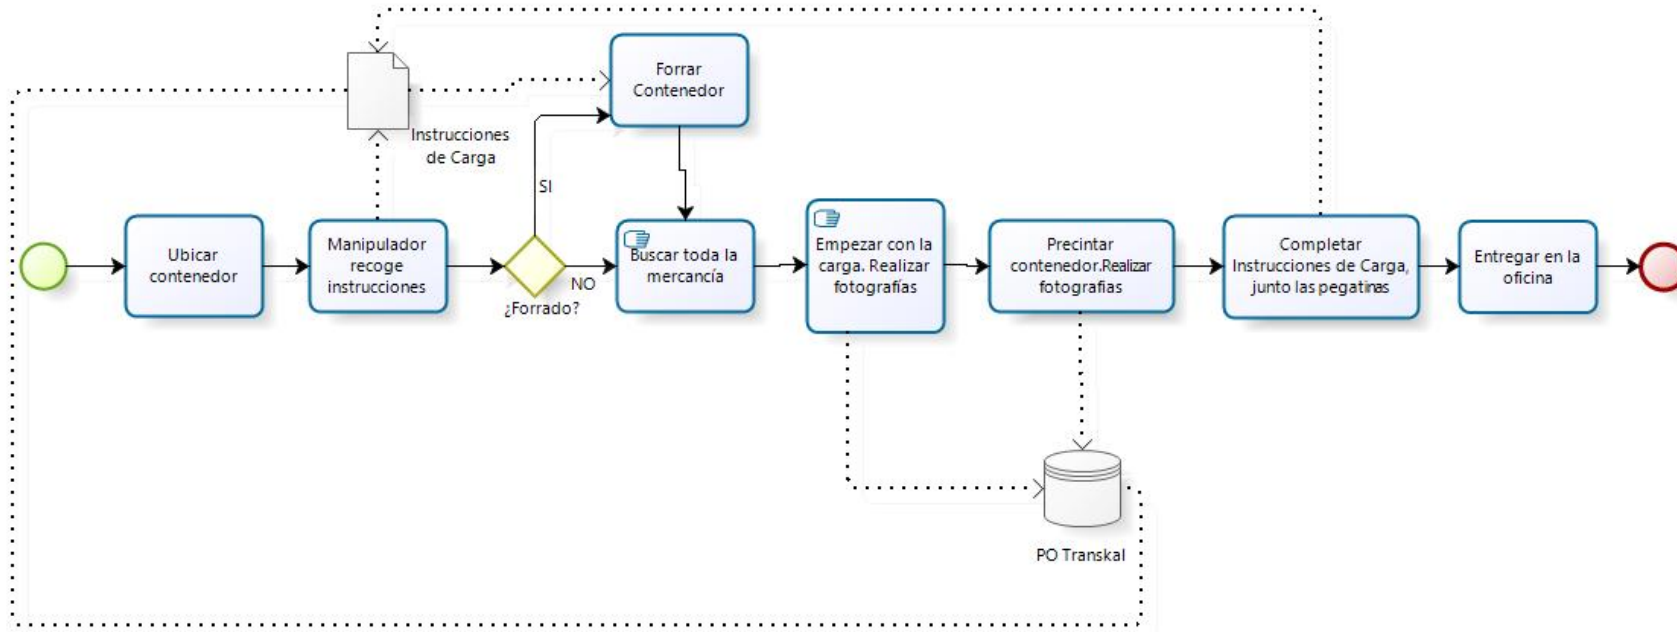 Forrar
Contenedor
Instrucciones
de Carga
SI
Ubicar
contenedor
Manipulador
recoge
instrucciones
¿Forrado?
NO
Buscar toda la
mercancía
Empezar con la
carga. Realizar
fotografías
Precintar
contenedor.Realizar
fotografias
Completar
Instrucciones de Carga,
junto las pegatinas
Entregar en la
oficina
PO Transkal